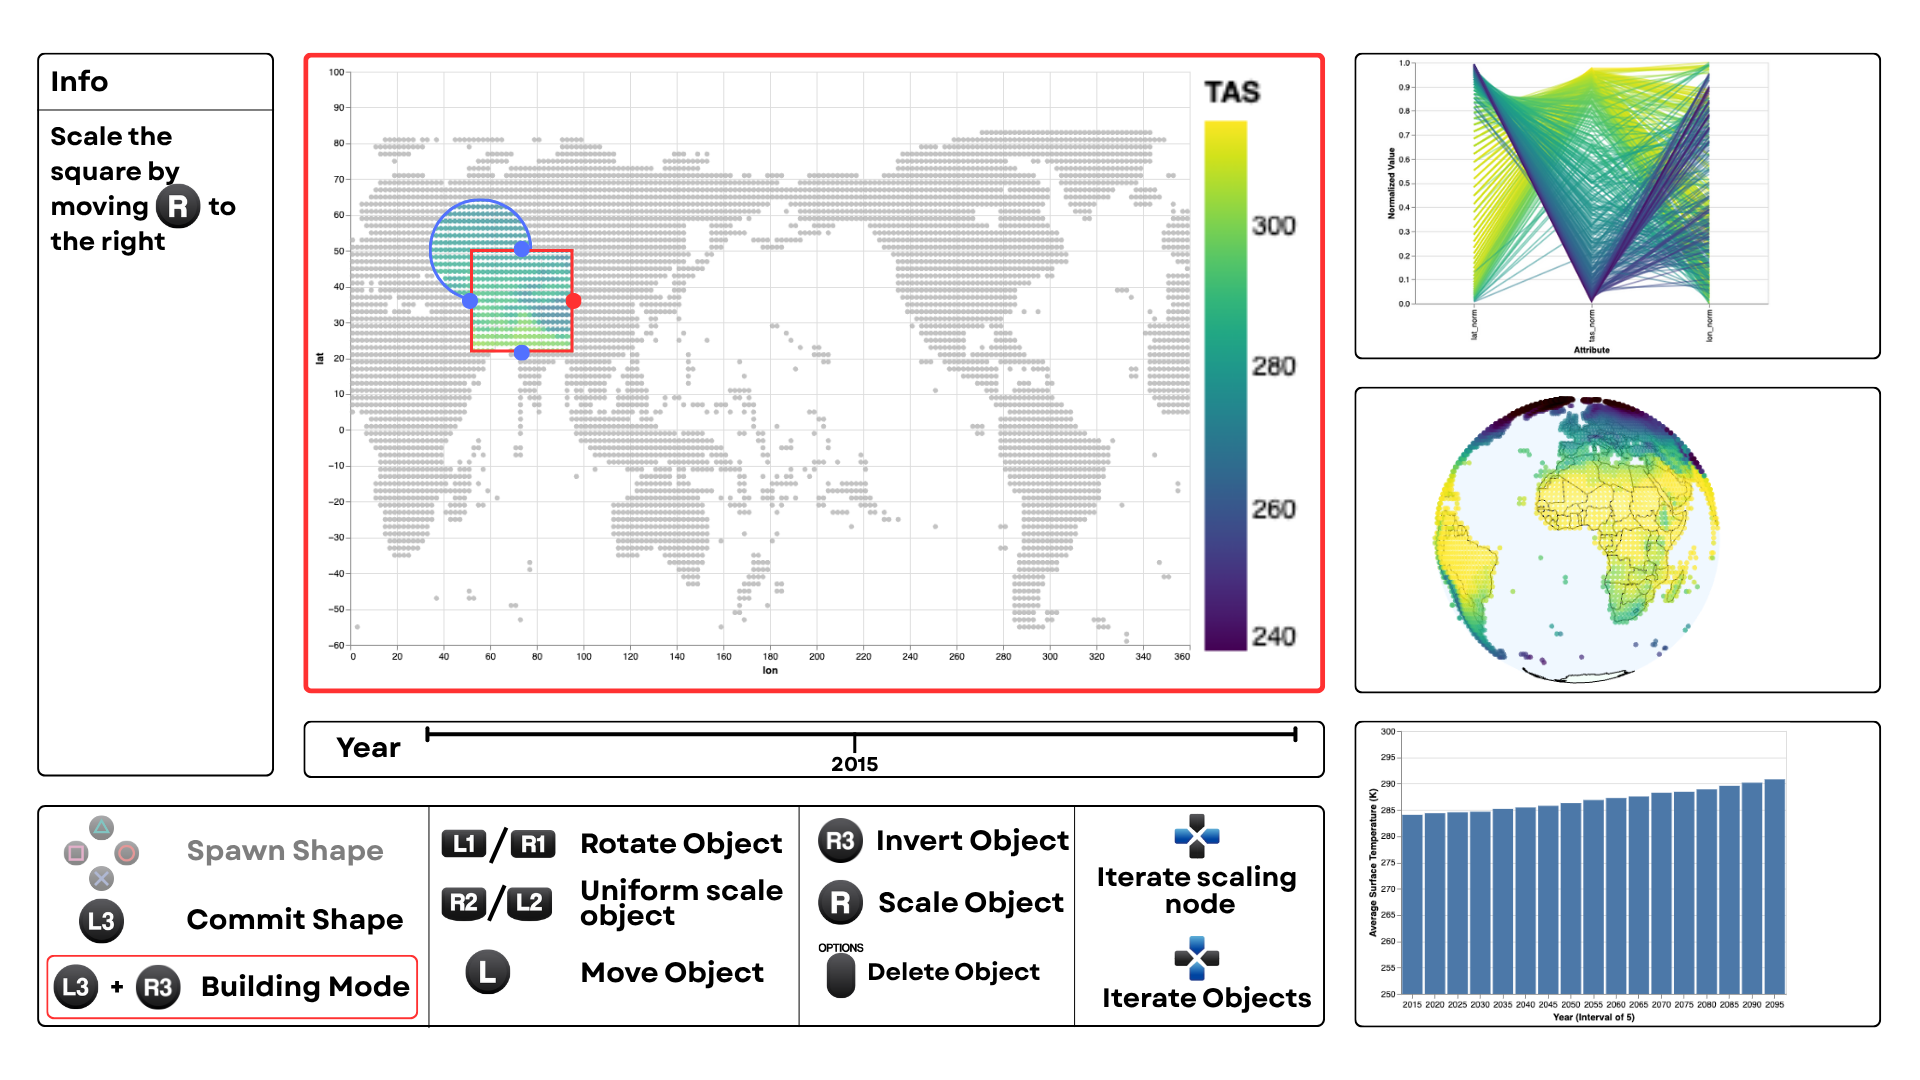 Info
Scale the
square by
moving R to
the right
100
90
80
70
60
50
40
30
20
10
0
−10
−20
−30
−40
−50
−60
lat
0 20 40 60 80 100 120 140 160 180 200 220 240 260 280 300 320 340 360
lon
TAS
300
280
260
240
1.0
0.9
0.8
0.7
0.6
0.5
0.4
0.3
0.2
0.1
0.0
Normalized Value
lat_norm
tas_norm
lon_norm
Attribute
Year
2015
300
295
290
285
280
275
270
265
260
255
250
Average Surface Temperature (K)
2015 2020 2025 2030 2035 2040 2045 2050 2055 2060 2065 2070 2075 2080 2085 2090 2095
Year (Interval of 5)
Spawn Shape
L3 Commit Shape
L3 + R3 Building Mode
L1 / R1 Rotate Object
R2 / L2 Uniform scale
object
L Move Object
R3 Invert Object
R Scale Object
OPTIONS
Delete Object
Iterate scaling
node
Iterate Objects